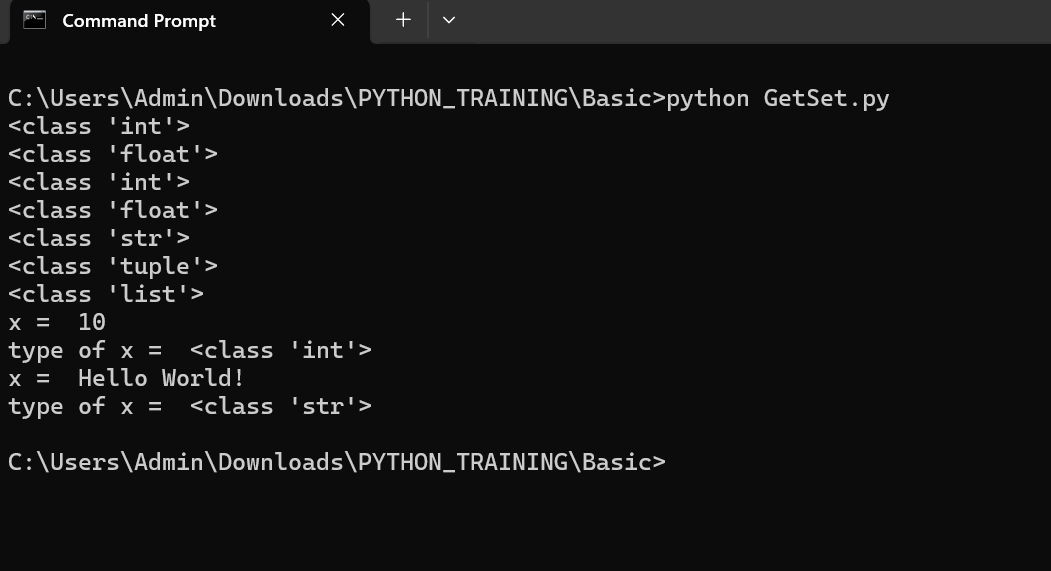 Command Prompt
C:\Users\Admin\Downloads\PYTHON_TRAINING\Basic>python GetSet.py
<class 'int'>
<class 'float'>
<class 'int'>
<class 'float'>
<class 'str'>
<class 'tuple'>
<class 'list'>
x =  10
type of x =  <class 'int'>
x =  Hello World!
type of x =  <class 'str'>
C:\Users\Admin\Downloads\PYTHON_TRAINING\Basic>